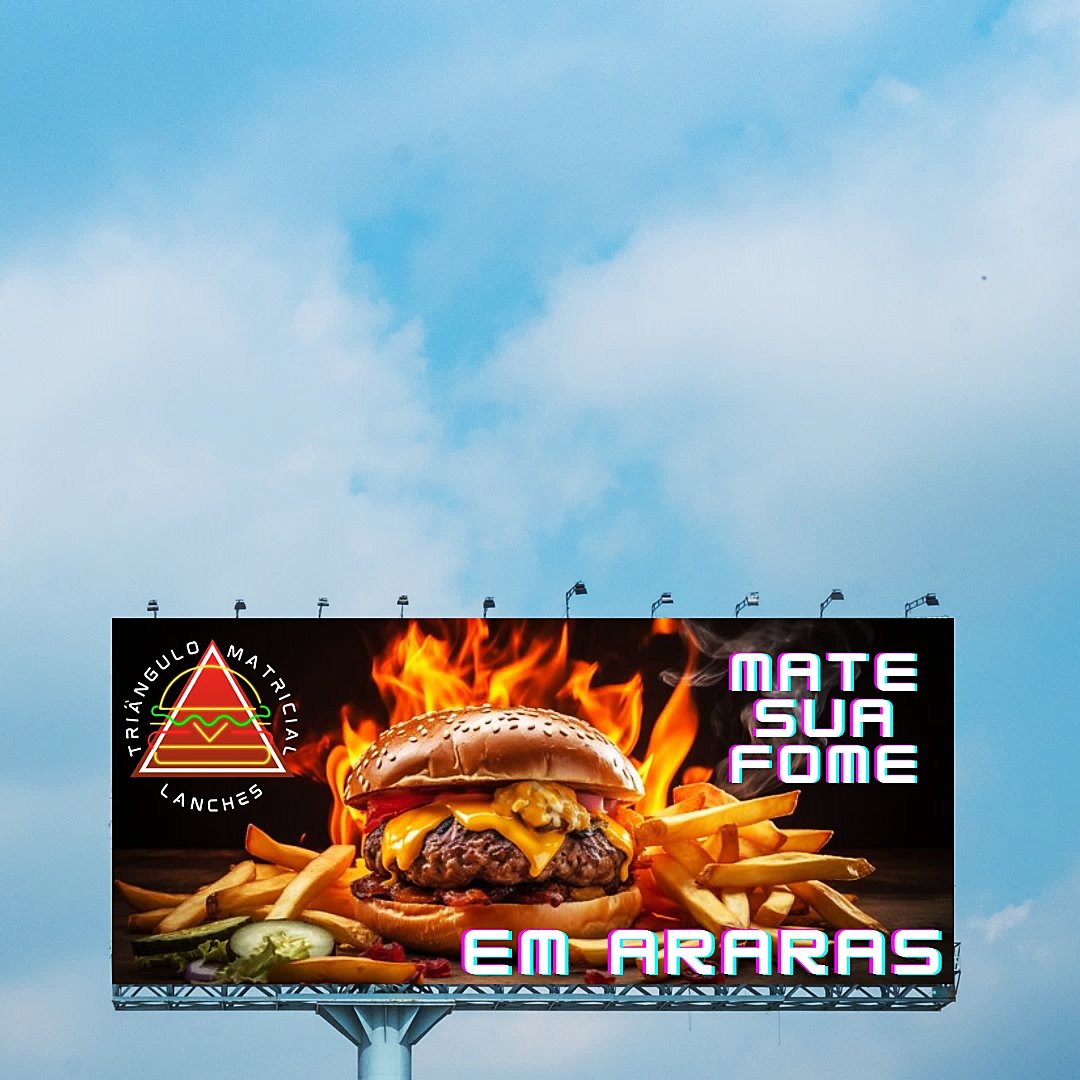 TRIÂNGULO MATRICIAL
LANCHES
MATE
SUA
FOME
EM ARARAS